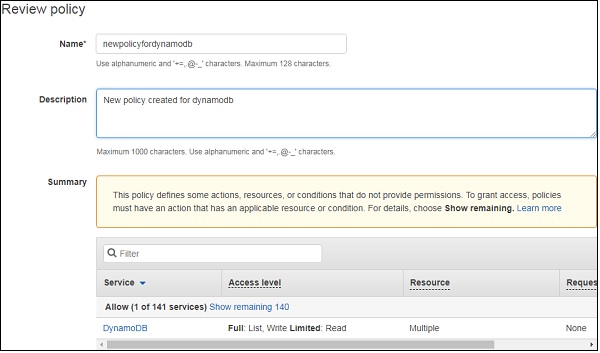 Review policy
Name* newpolicyfordynamodb
Use alphanumeric and '+=,.@-_' characters. Maximum 128 characters.
Description New policy created for dynamodb
Maximum 1000 characters. Use alphanumeric and '+=,.@-_' characters.
Summary
This policy defines some actions, resources, or conditions that do not provide permissions. To grant access, policies
must have an action that has an applicable resource or condition. For details, choose Show remaining. Learn more
Filter
Service Access level Resource Reques
Allow (1 of 141 services) Show remaining 140
DynamoDB Full: List, Write Limited: Read Multiple None